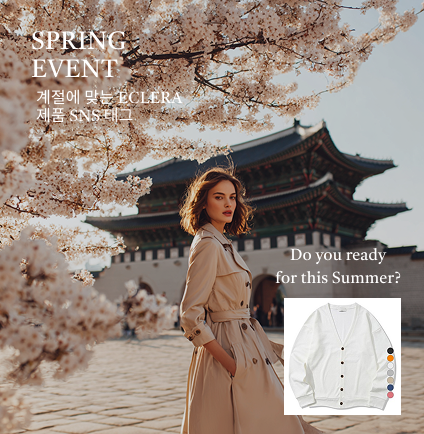 SPRING
EVENT
계절에 맞는 ECLERA
제품 SNS 태그
Do you ready
for this Summer?